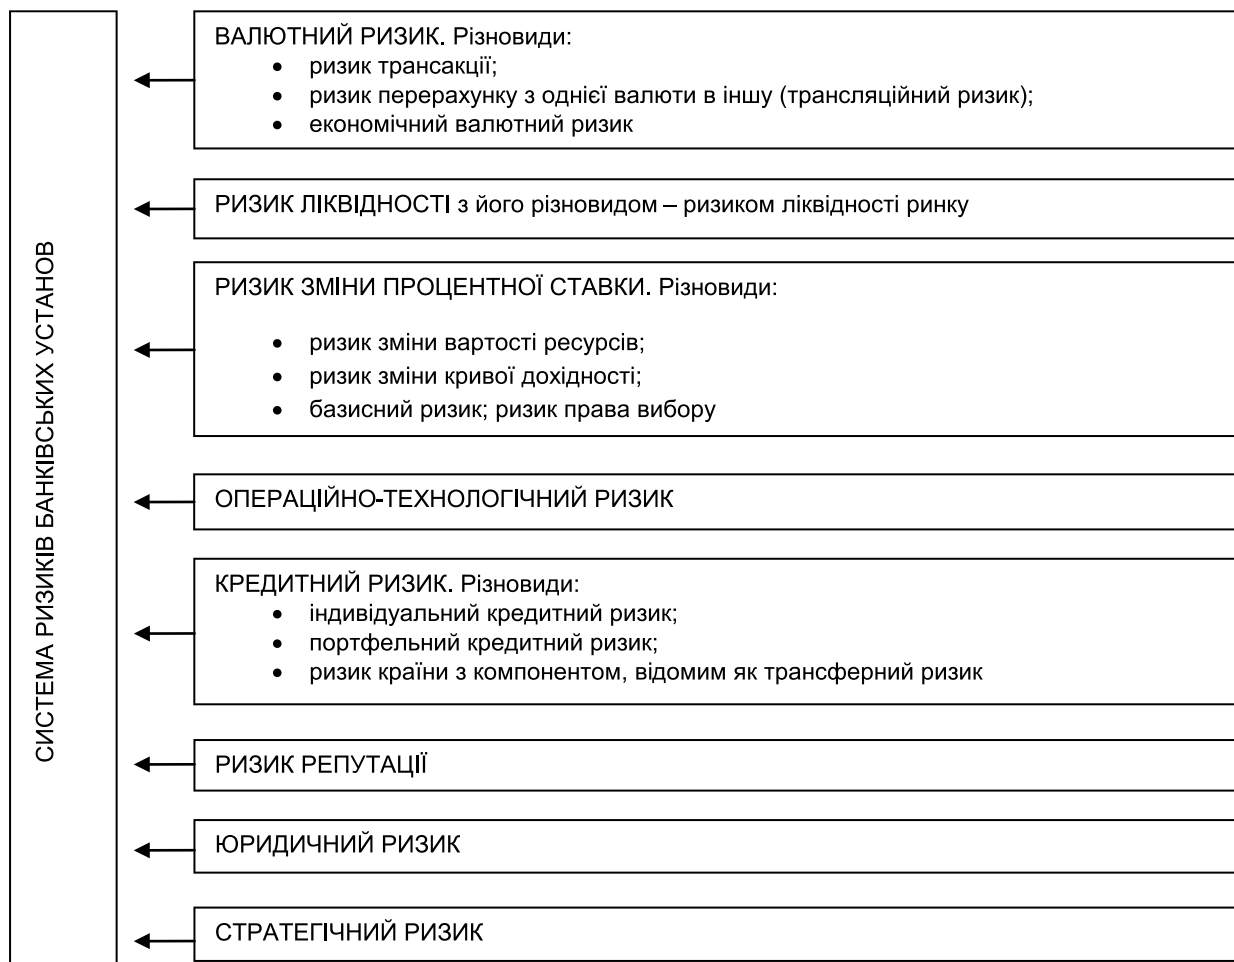 СИСТЕМА РИЗИКІВ БАНКІВСЬКИХ УСТАНОВ
ВАЛЮТНИЙ РИЗИК. Різновиди:
• ризик трансакції;
• ризик перерахунку з однієї валюти в іншу (трансляційний ризик);
• економічний валютний ризик
РИЗИК ЛІКВІДНОСТІ з його різновидом – ризиком ліквідності ринку
РИЗИК ЗМІНИ ПРОЦЕНТНОЇ СТАВКИ. Різновиди:
• ризик зміни вартості ресурсів;
• ризик зміни кривої дохідності;
• базисний ризик; ризик права вибору
ОПЕРАЦІЙНО-ТЕХНОЛОГІЧНИЙ РИЗИК
КРЕДИТНИЙ РИЗИК. Різновиди:
• індивідуальний кредитний ризик;
• портфельний кредитний ризик;
• ризик країни з компонентом, відомим як трансферний ризик
РИЗИК РЕПУТАЦІЇ
ЮРИДИЧНИЙ РИЗИК
СТРАТЕГІЧНИЙ РИЗИК